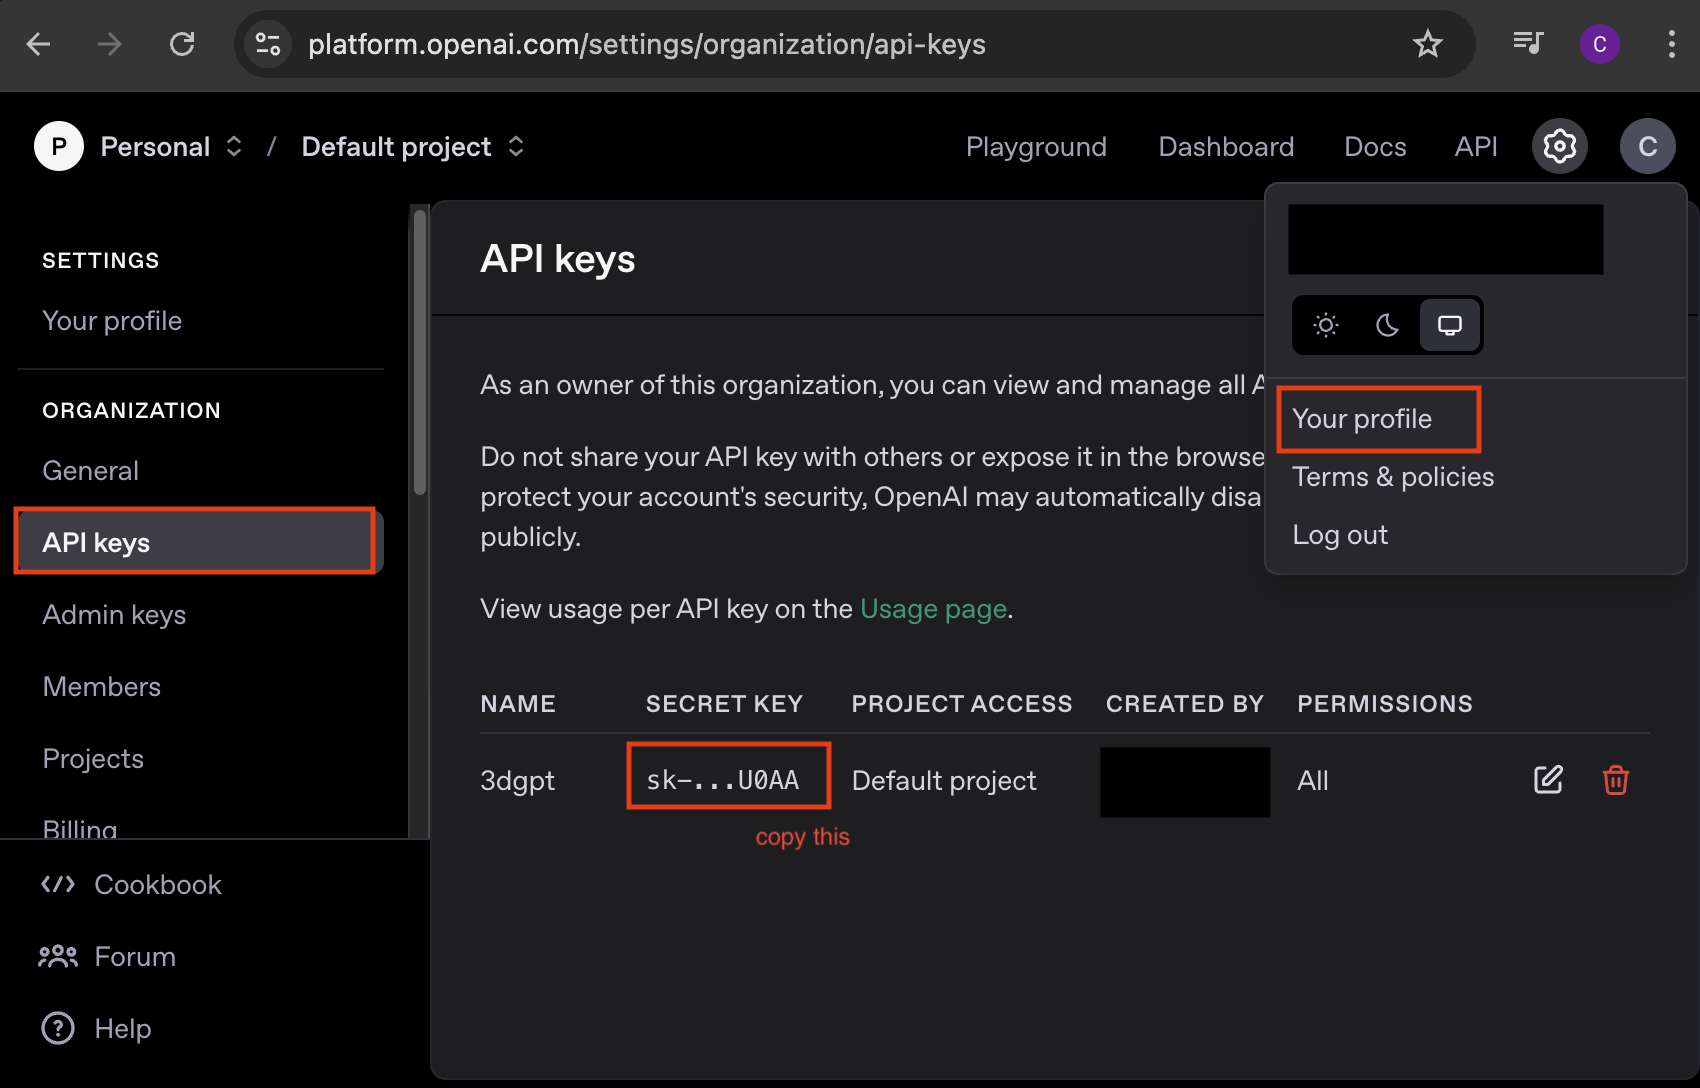 platform.openai.com/settings/organization/api-keys
C
P Personal / Default project
Playground Dashboard Docs API C
SETTINGS
Your profile
ORGANIZATION
General
API keys
Admin keys
Members
Projects
Billing
Cookbook
Forum
Help
API keys
As an owner of this organization, you can view and manage all A
Do not share your API key with others or expose it in the browse
protect your account's security, OpenAI may automatically disa
publicly.
View usage per API key on the Usage page.
NAME SECRET KEY PROJECT ACCESS CREATED BY PERMISSIONS
3dgpt sk-...U0AA Default project All
copy this
Your profile
Terms & policies
Log out